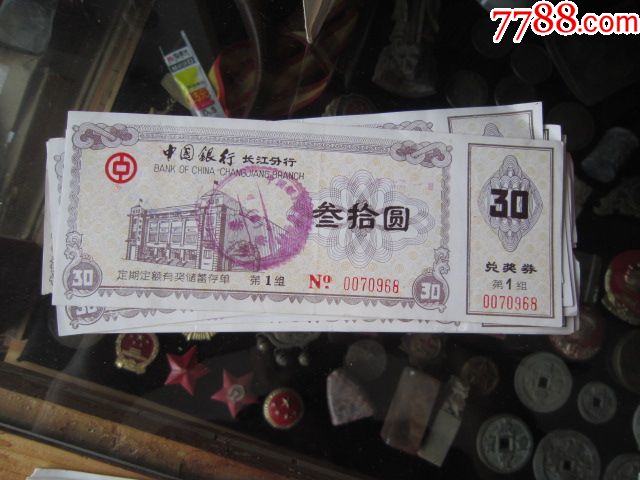 7788.com
中国银行 长江分行
BANK OF CHINA CHANGJIANG BRANCH
叁拾圆
定期定额有奖储蓄存单 第1组 No. 0070968
30
30
30
兑奖券
第1组
0070968